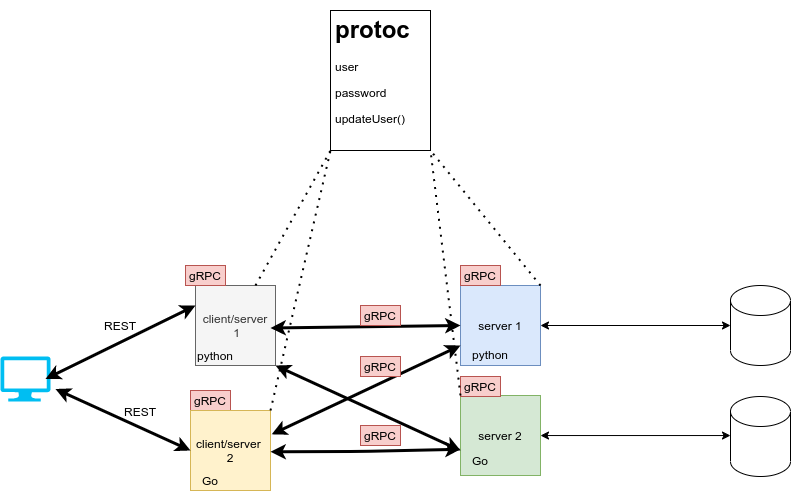 protoc
user
password
updateUser()
gRPC
gRPC
REST
client/server
1
python
gRPC
server 1
python
gRPC
gRPC
gRPC
REST
client/server
2
Go
gRPC
server 2
Go